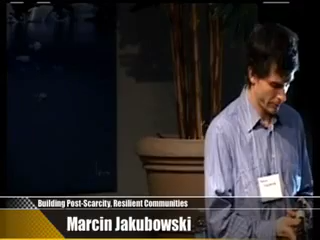 Building Post-Scarcity, Resilient Communities
Marcin Jakubowski